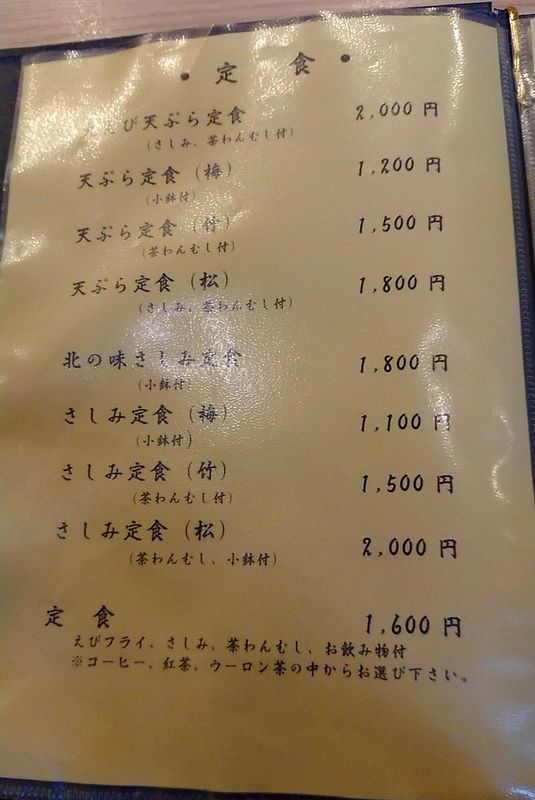 ・定 食・
び天ぷら定食 2,000円
(さしみ、茶わんむし付)
天ぷら定食(梅) 1,200円
(小鉢付)
天ぷら定食(竹) 1,500円
(茶わんむし付)
天ぷら定食(松) 1,800円
(さしみ、茶わんむし付)
北の味さしみ定食 1,800円
(小鉢付)
さしみ定食(梅) 1,100円
(小鉢付)
さしみ定食(竹) 1,500円
(茶わんむし付)
さしみ定食(松) 2,000円
(茶わんむし、小鉢付)
定 食 1,600円
えびフライ、さしみ、茶わんむし、お飲み物付
※コーヒー、紅茶、ウーロン茶の中からお選び下さい。